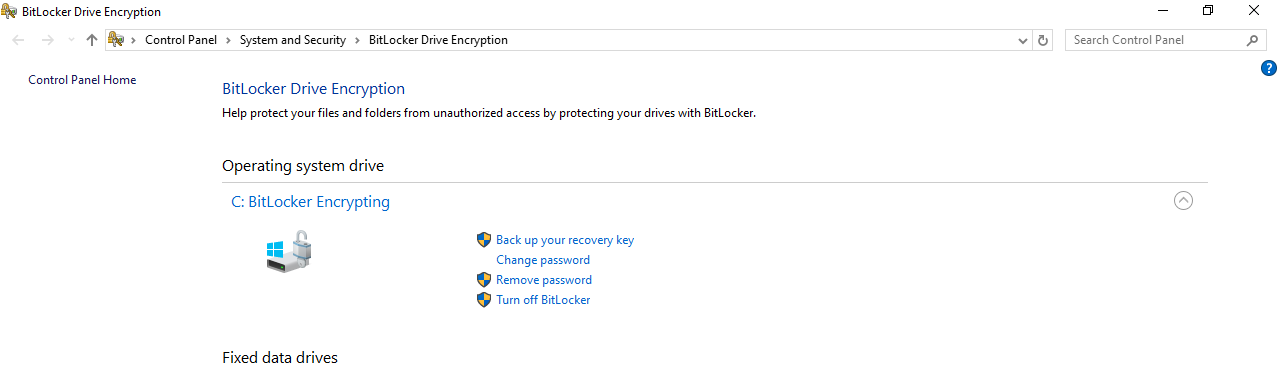 BitLocker Drive Encryption
Control Panel > System and Security > BitLocker Drive Encryption
Search Control Panel
Control Panel Home
?
BitLocker Drive Encryption
Help protect your files and folders from unauthorized access by protecting your drives with BitLocker.
Operating system drive
C: BitLocker Encrypting
Back up your recovery key
Change password
Remove password
Turn off BitLocker
Fixed data drives